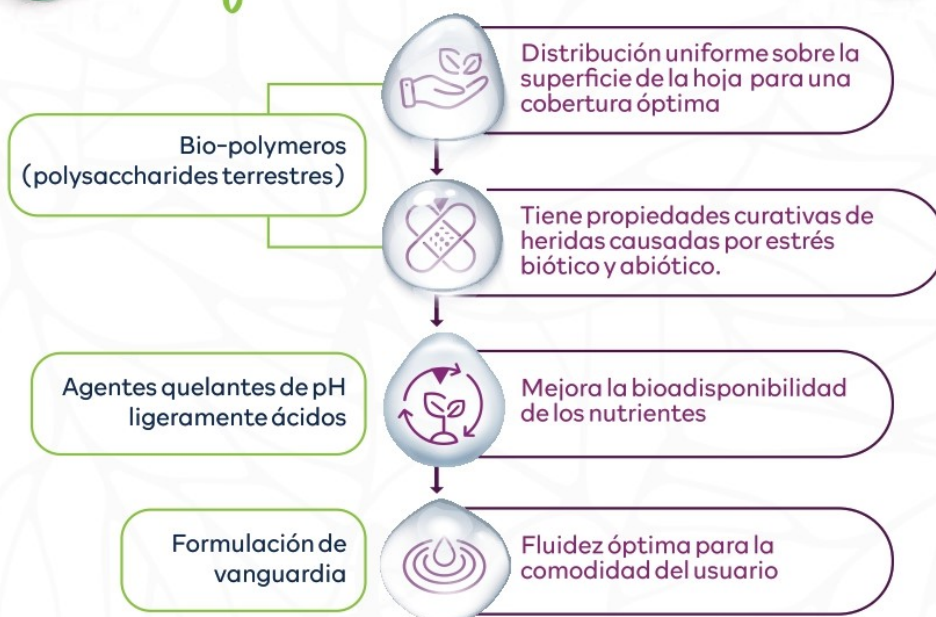 Distribución uniforme sobre la
superficie de la hoja para una
cobertura óptima
Bio-polymeros
(polysaccharides terrestres)
Tiene propiedades curativas de
heridas causadas por estrés
biótico y abiótico.
Agentes quelantes de pH
ligeramente ácidos
Mejora la bioadisponibilidad
de los nutrientes
Formulación de
vanguardia
Fluidez óptima para la
comodidad del usuario